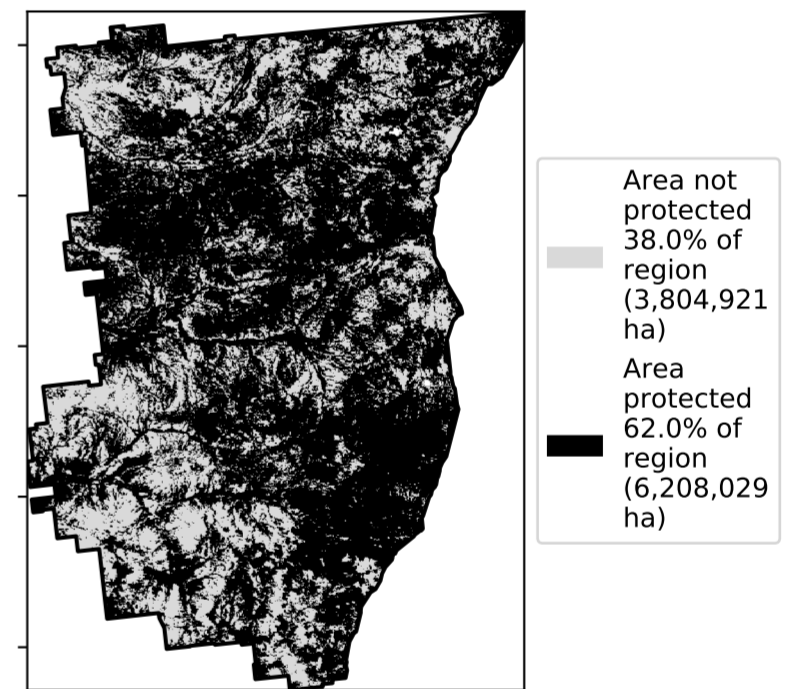 Area not
protected
38.0% of
region
(3,804,921
ha)
Area
protected
62.0% of
region
(6,208,029
ha)